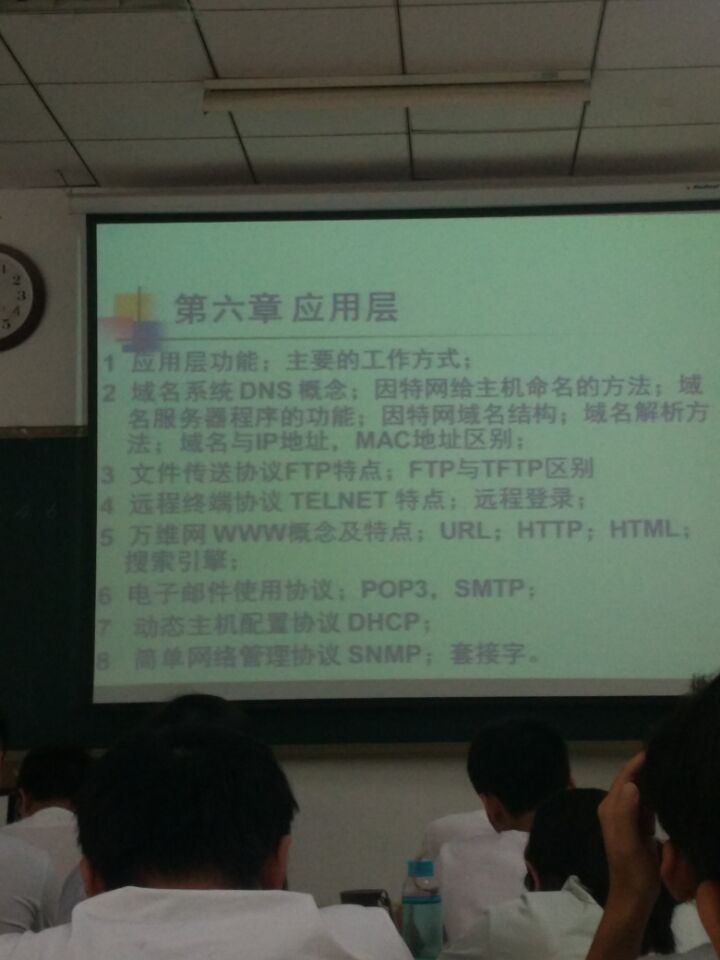 第六章 应用层
1 应用层功能；主要的工作方式；
2 域名系统 DNS 概念；因特网给主机命名的方法；域
名服务器程序的功能；因特网域名结构；域名解析方
法；域名与IP地址，MAC地址区别；
3 文件传送协议FTP特点；FTP与TFTP区别
4 远程终端协议 TELNET 特点；远程登录；
5 万维网 WWW概念及特点；URL；HTTP；HTML；
搜索引擎；
6 电子邮件使用协议；POP3，SMTP；
7 动态主机配置协议 DHCP；
8 简单网络管理协议 SNMP；套接字。
1
2
3
4
5